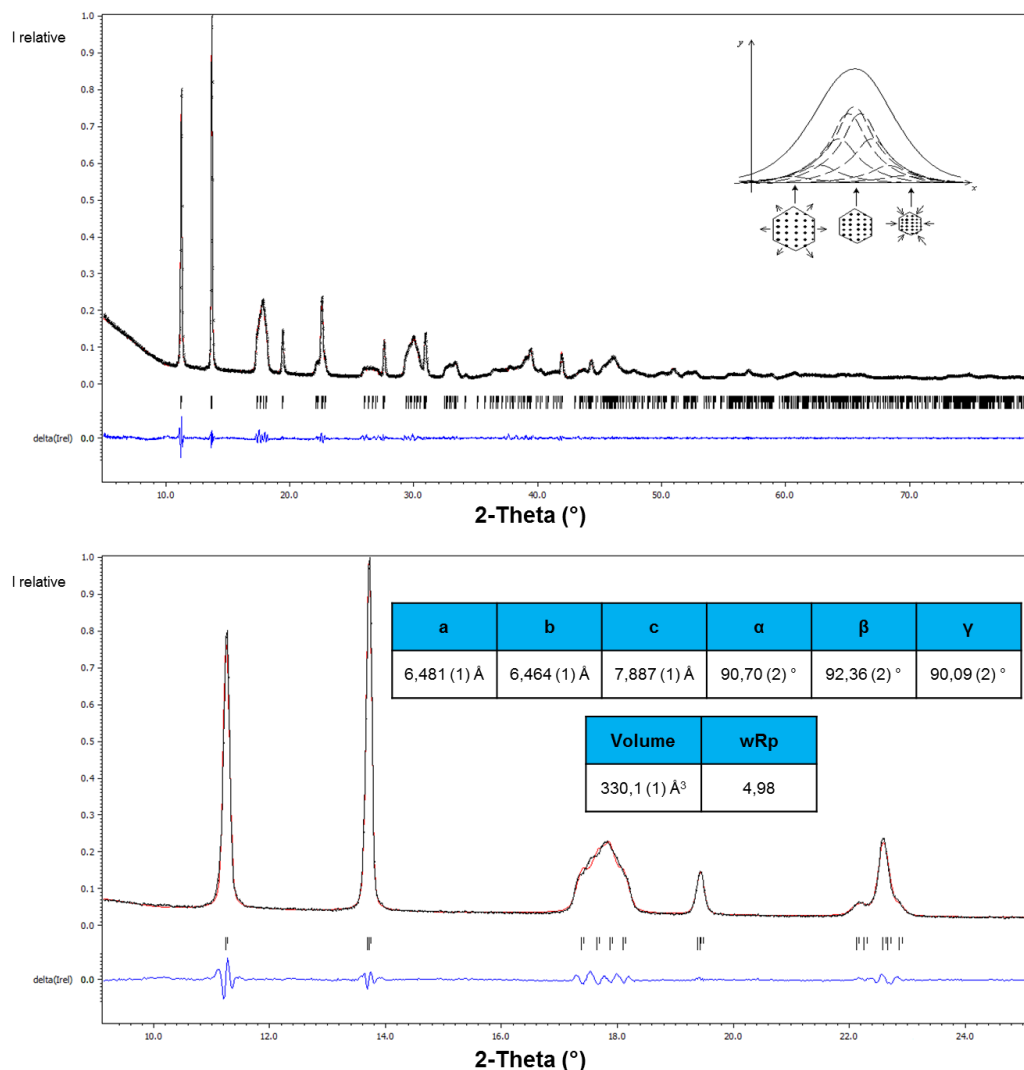 I relative
1.0
0.9
0.8
0.7
0.6
0.5
0.4
0.3
0.2
0.1
0.0
delta(Irel) 0.0
y
x
10.0 20.0 30.0 40.0 50.0 60.0 70.0
2-Theta (°)
I relative
1.0
0.9
0.8
0.7
0.6
0.5
0.4
0.3
0.2
0.1
0.0
a b c α β γ
6,481 (1) Å 6,464 (1) Å 7,887 (1) Å 90,70 (2) ° 92,36 (2) ° 90,09 (2) °
Volume wRp
330,1 (1) Å³ 4,98
delta(Irel) 0.0
10.0 12.0 14.0 16.0 18.0 20.0 22.0 24.0
2-Theta (°)